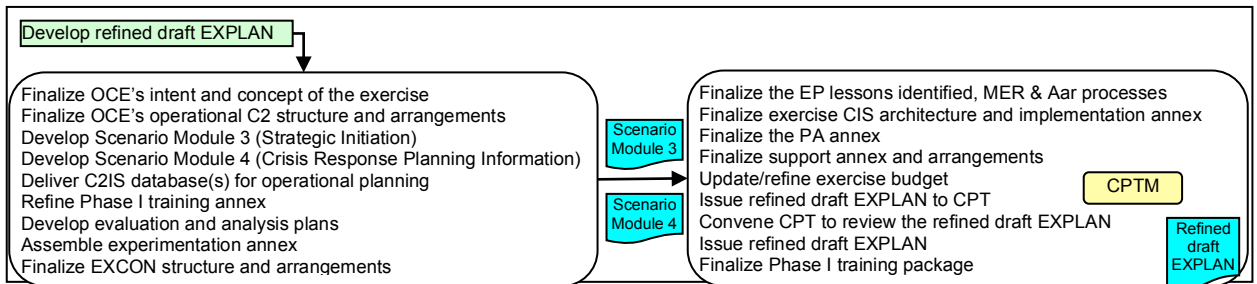 Develop refined draft EXPLAN
Finalize OCE's intent and concept of the exercise
Finalize OCE's operational C2 structure and arrangements
Develop Scenario Module 3 (Strategic Initiation)
Develop Scenario Module 4 (Crisis Response Planning Information)
Deliver C2IS database(s) for operational planning
Refine Phase I training annex
Develop evaluation and analysis plans
Assemble experimentation annex
Finalize EXCON structure and arrangements
Scenario
Module 3
Scenario
Module 4
Finalize the EP lessons identified, MER & Aar processes
Finalize exercise CIS architecture and implementation annex
Finalize the PA annex
Finalize support annex and arrangements
Update/refine exercise budget
Issue refined draft EXPLAN to CPT
Convene CPT to review the refined draft EXPLAN
Issue refined draft EXPLAN
Finalize Phase I training package
CPTM
Refined
draft
EXPLAN